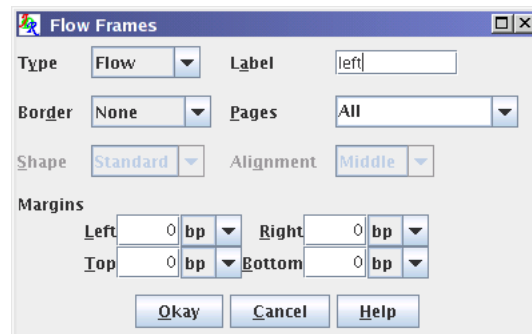 Flow Frames
Type Flow Label left
Border None Pages All
Shape Standard Alignment Middle
Margins
Left 0 bp Right 0 bp
Top 0 bp Bottom 0 bp
Okay Cancel Help